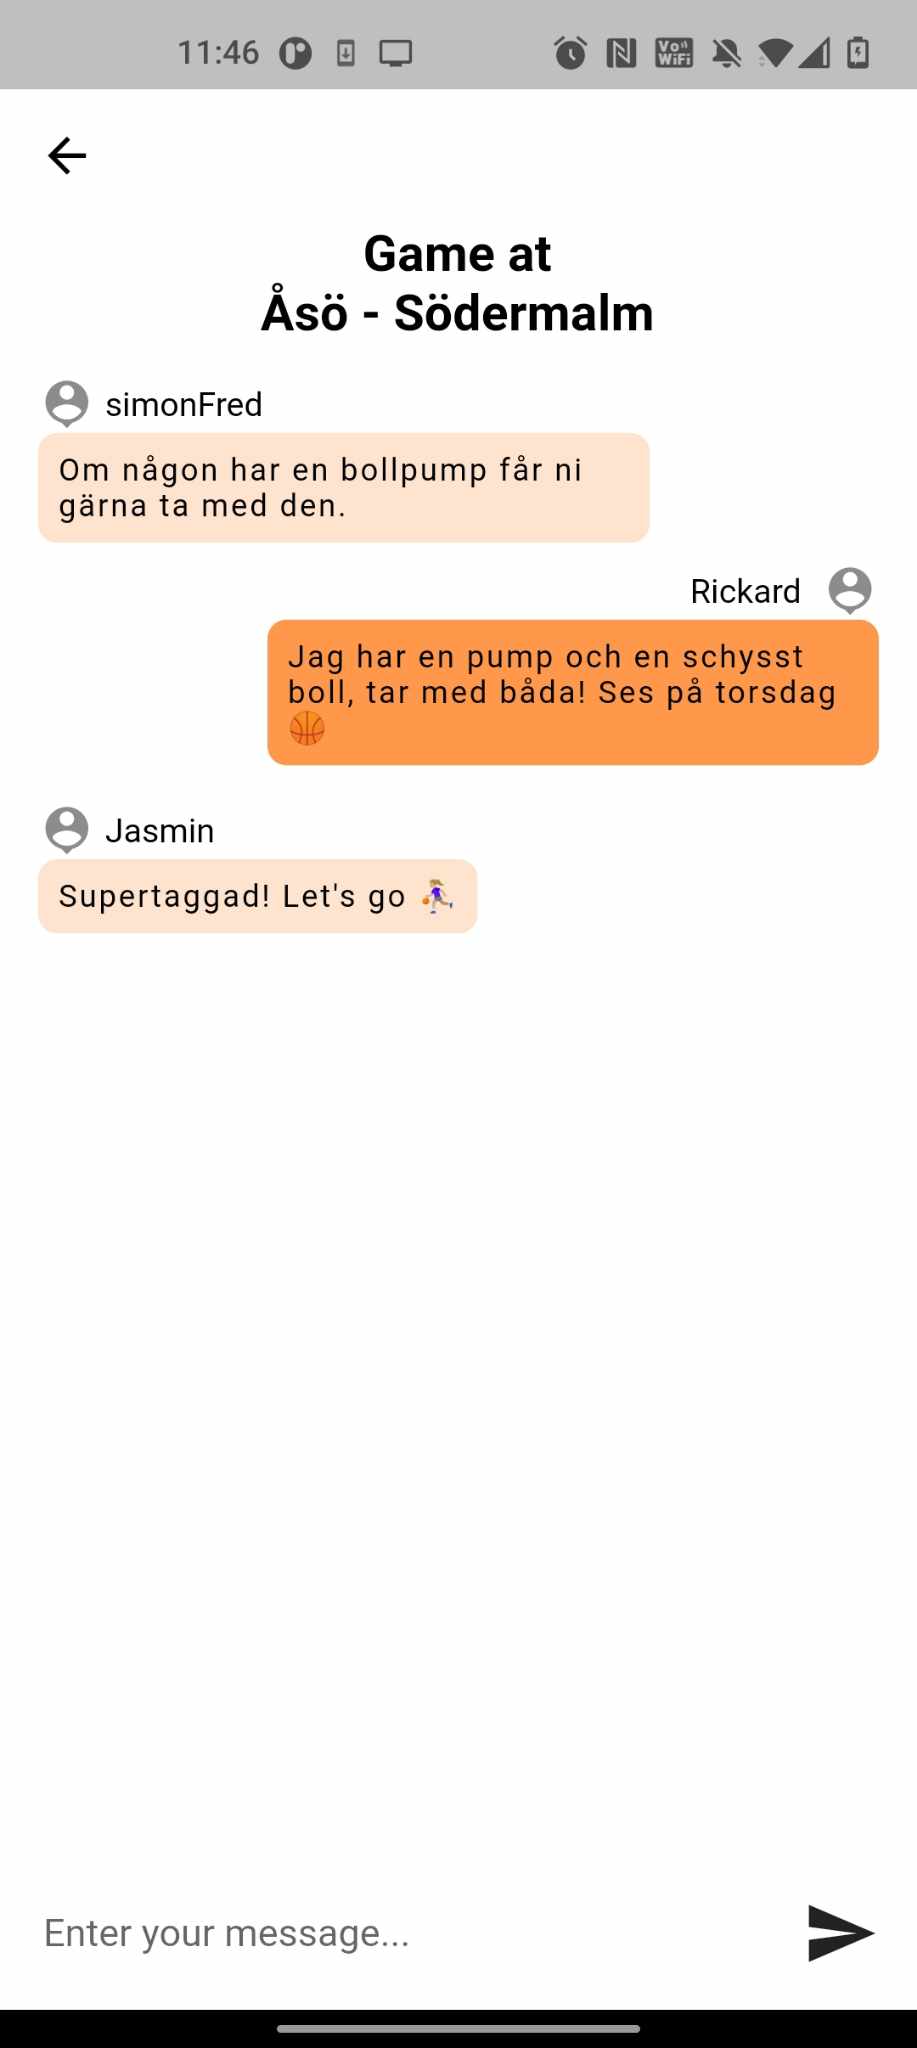 11:46
Vo WiFi
Game at
Åsö - Södermalm
simonFred
Om någon har en bollpump får ni
gärna ta med den.
Rickard
Jag har en pump och en schysst
boll, tar med båda! Ses på torsdag
🏀
Jasmin
Supertaggad! Let's go ⛹🏼‍♀️
Enter your message...